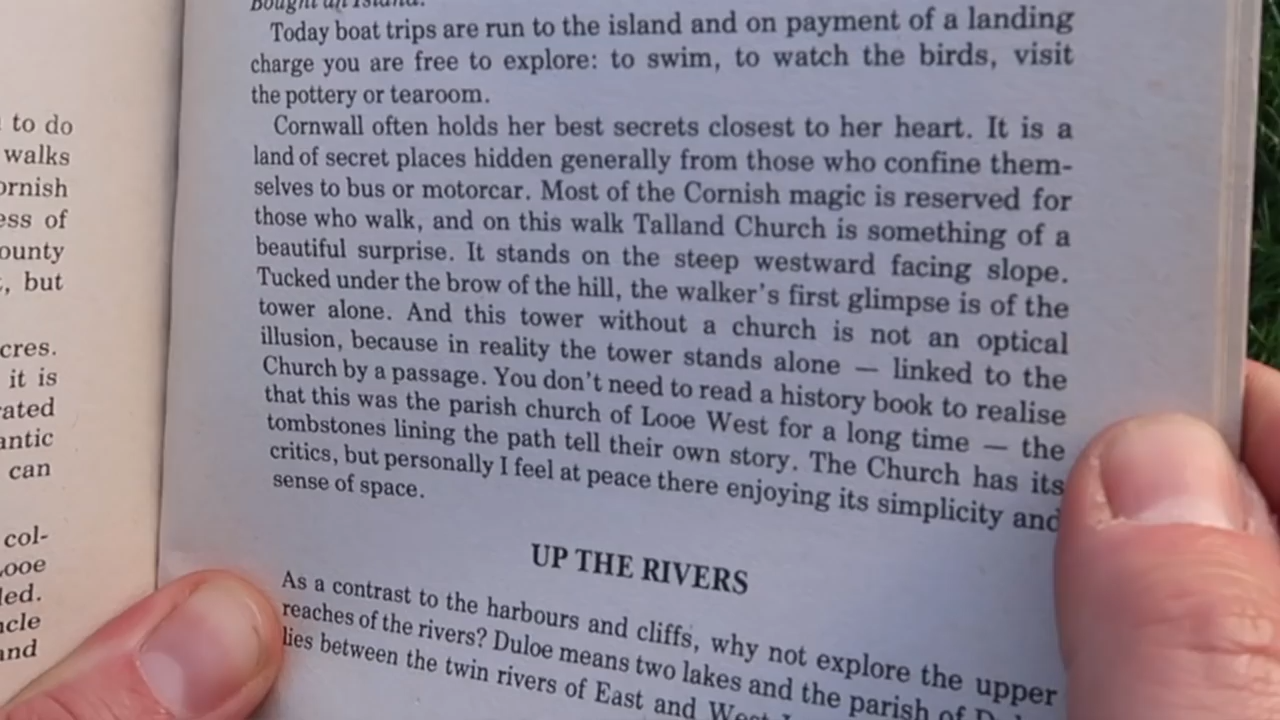 to do
walks
ornish
ess of
ounty
, but
cres.
it is
rated
antic
can
col-
ooe
led.
ncle
and
Bought an Island.
Today boat trips are run to the island and on payment of a landing
charge you are free to explore: to swim, to watch the birds, visit
the pottery or tearoom.
Cornwall often holds her best secrets closest to her heart. It is a
land of secret places hidden generally from those who confine them-
selves to bus or motorcar. Most of the Cornish magic is reserved for
those who walk, and on this walk Talland Church is something of a
beautiful surprise. It stands on the steep westward facing slope.
Tucked under the brow of the hill, the walker's first glimpse is of the
tower alone. And this tower without a church is not an optical
illusion, because in reality the tower stands alone — linked to the
Church by a passage. You don't need to read a history book to realise
that this was the parish church of Looe West for a long time — the
tombstones lining the path tell their own story. The Church has its
critics, but personally I feel at peace there enjoying its simplicity and
sense of space.
UP THE RIVERS
As a contrast to the harbours and cliffs, why not explore the upper
reaches of the rivers? Duloe means two lakes and the parish of
lies between the twin rivers of East and West